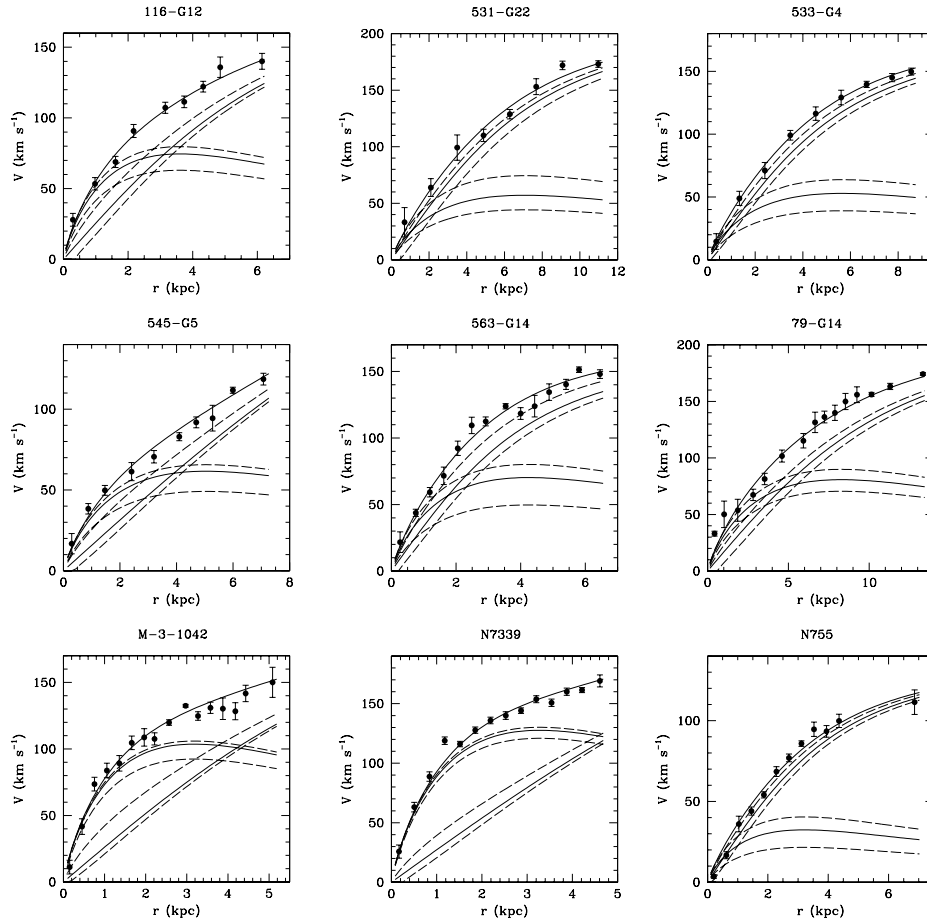 116-G12
531-G22
533-G4
V (km s⁻¹)
150
100
50
0
0 2 4 6
r (kpc)
V (km s⁻¹)
200
150
100
50
0
0 2 4 6 8 10 12
r (kpc)
V (km s⁻¹)
150
100
50
0
0 2 4 6 8
r (kpc)
545-G5
563-G14
79-G14
V (km s⁻¹)
100
50
0
0 2 4 6 8
r (kpc)
V (km s⁻¹)
150
100
50
0
0 2 4 6
r (kpc)
V (km s⁻¹)
200
150
100
50
0
0 5 10
r (kpc)
M-3-1042
N7339
N755
V (km s⁻¹)
150
100
50
0
0 1 2 3 4 5
r (kpc)
V (km s⁻¹)
150
100
50
0
0 1 2 3 4 5
r (kpc)
V (km s⁻¹)
150
100
50
0
0 2 4 6
r (kpc)